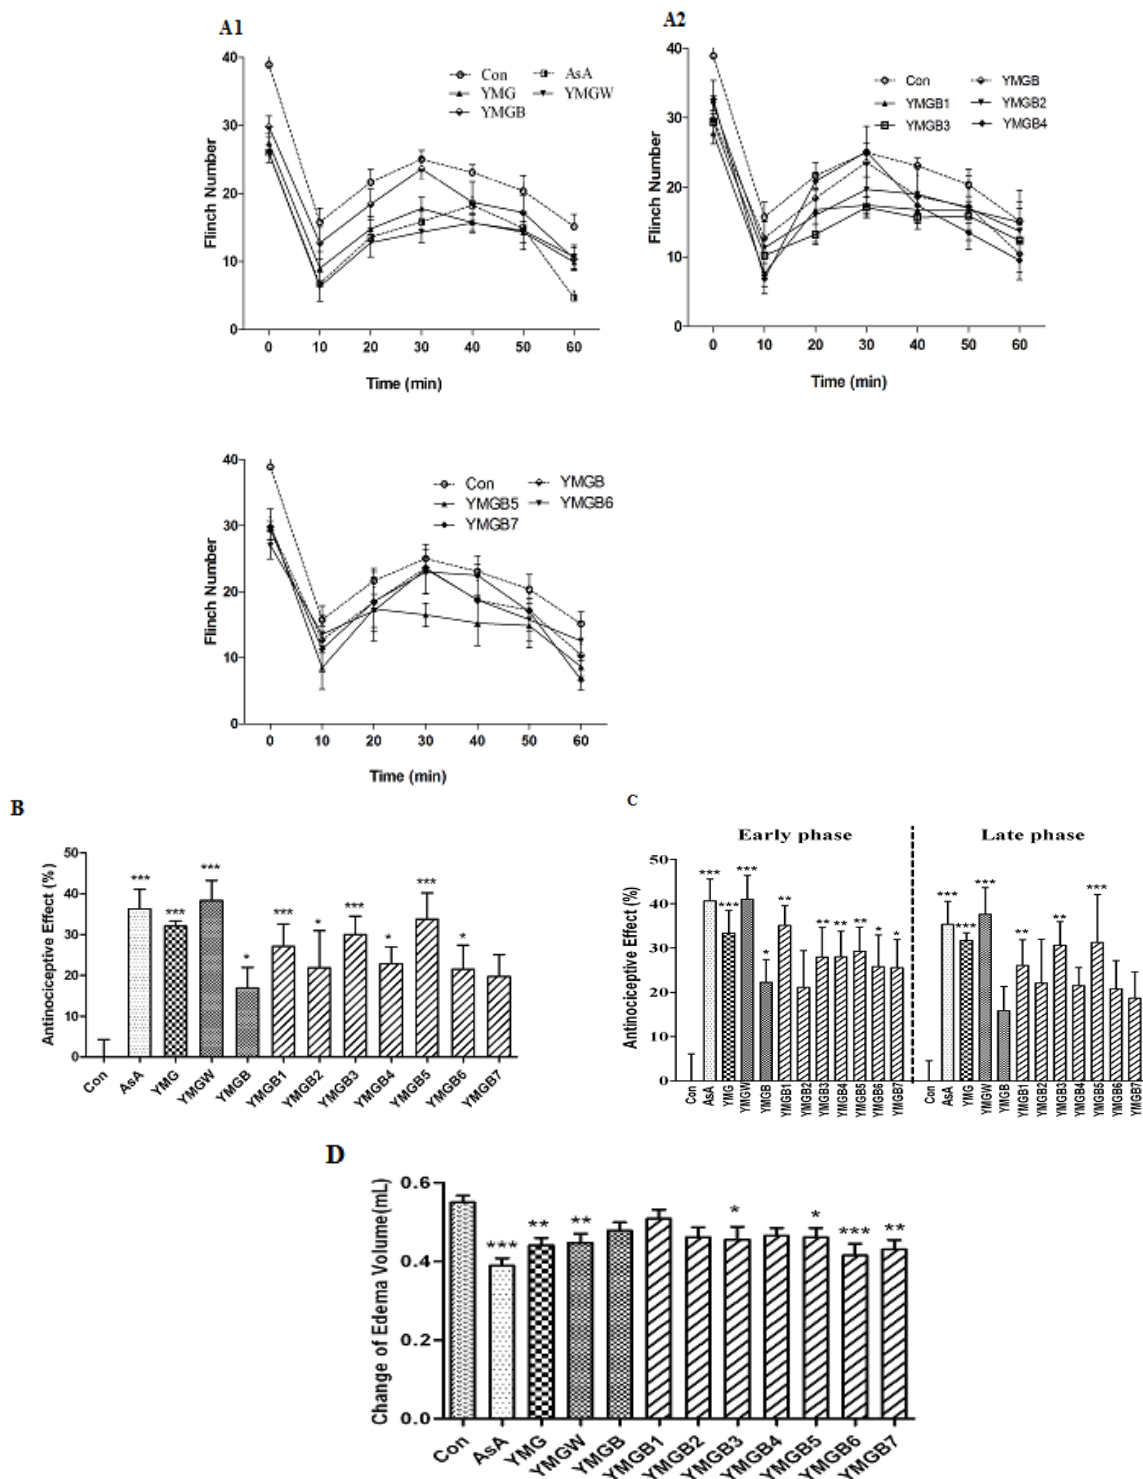 A1
40
30
20
10
0
Flinch Number
Con
AsA
YMG
YMGW
YMGB
0 10 20 30 40 50 60
Time (min)
A2
40
30
20
10
0
Flinch Number
Con
YMGB
YMGB1
YMGB2
YMGB3
YMGB4
0 10 20 30 40 50 60
Time (min)
40
30
20
10
0
Flinch Number
Con
YMGB
YMGB5
YMGB6
YMGB7
0 10 20 30 40 50 60
Time (min)
B
50
40
30
20
10
0
Antinociceptive Effect (%)
*** *** *** * *** * *** * *** *
Con AsA YMG YMGW YMGB YMGB1 YMGB2 YMGB3 YMGB4 YMGB5 YMGB6 YMGB7
C
Early phase
Late phase
50
40
30
20
10
0
Antinociceptive Effect (%)
*** *** *** * ** ** ** ** * *
*** *** *** ** ** ***
Con AsA YMG YMGW YMGB YMGB1 YMGB2 YMGB3 YMGB4 YMGB5 YMGB6 YMGB7
Con AsA YMG YMGW YMGB YMGB1 YMGB2 YMGB3 YMGB4 YMGB5 YMGB6 YMGB7
D
0.6
0.4
0.2
0.0
Change of Edema Volume(mL)
*** ** ** * * *** **
Con AsA YMG YMGW YMGB YMGB1 YMGB2 YMGB3 YMGB4 YMGB5 YMGB6 YMGB7